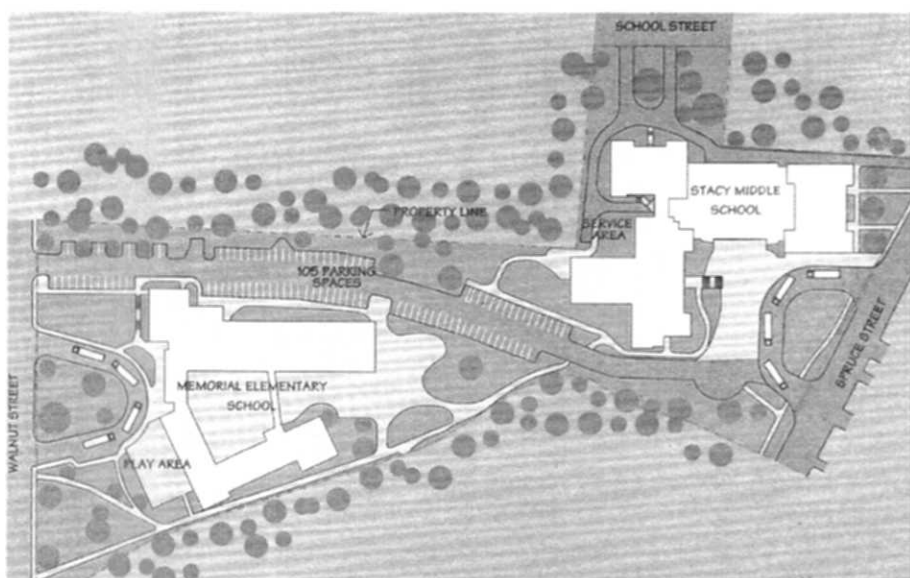 SCHOOL STREET
STACY MIDDLE
SCHOOL
PROPERTY LINE
SERVICE
AREA
105 PARKING
SPACES
SPRUCE STREET
MEMORIAL ELEMENTARY
SCHOOL
WALNUT STREET
PLAY AREA